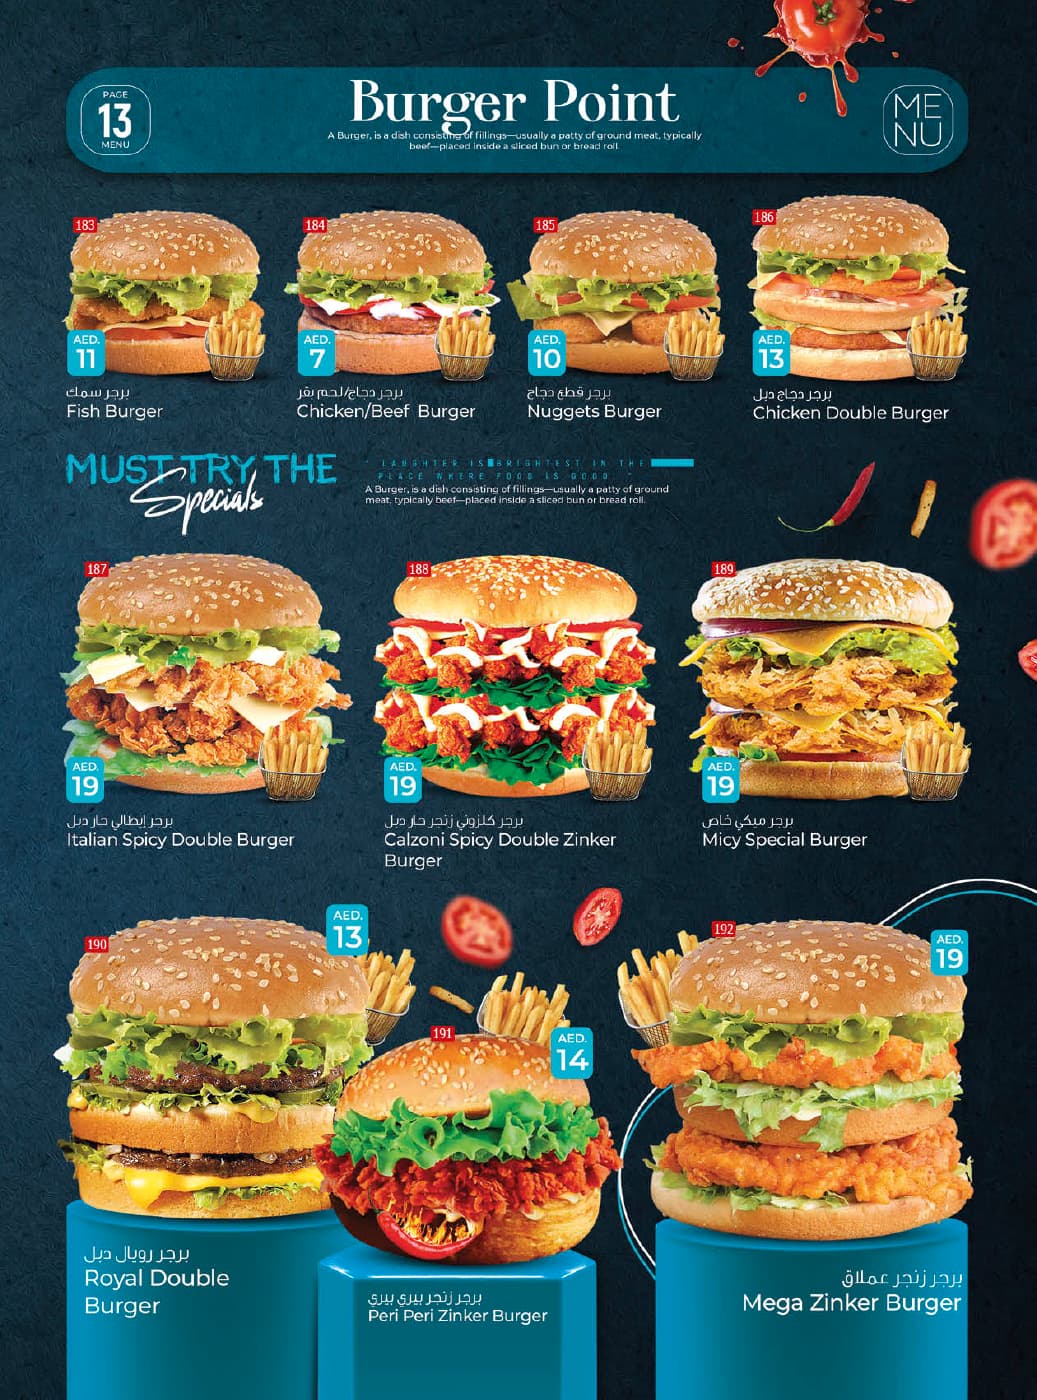 PAGE
13
MENU
Burger Point
A Burger, is a dish consisting of fillings—usually a patty of ground meat, typically
beef—placed inside a sliced bun or bread roll.
ME
NU
183
AED.
11
برجر سمك
Fish Burger
184
AED.
7
برجر دجاج/لحم بقر
Chicken/Beef Burger
185
AED.
10
برجر قطع دجاج
Nuggets Burger
186
AED.
13
برجر دجاج دبل
Chicken Double Burger
MUST TRY THE
Specials
LAUGHTER IS BRIGHTEST IN THE
PLACE WHERE FOOD IS GOOD
A Burger, is a dish consisting of fillings—usually a patty of ground
meat, typically beef—placed inside a sliced bun or bread roll.
187
AED.
19
برجر إيطالي حار دبل
Italian Spicy Double Burger
188
AED.
19
برجر كلزوني زنجر حار دبل
Calzoni Spicy Double Zinker
Burger
189
AED.
19
برجر ميكي خاص
Micy Special Burger
190
AED.
13
برجر رويال دبل
Royal Double
Burger
191
AED.
14
برجر زنجر بيري بيري
Peri Peri Zinker Burger
192
AED.
19
برجر زنجر عملاق
Mega Zinker Burger